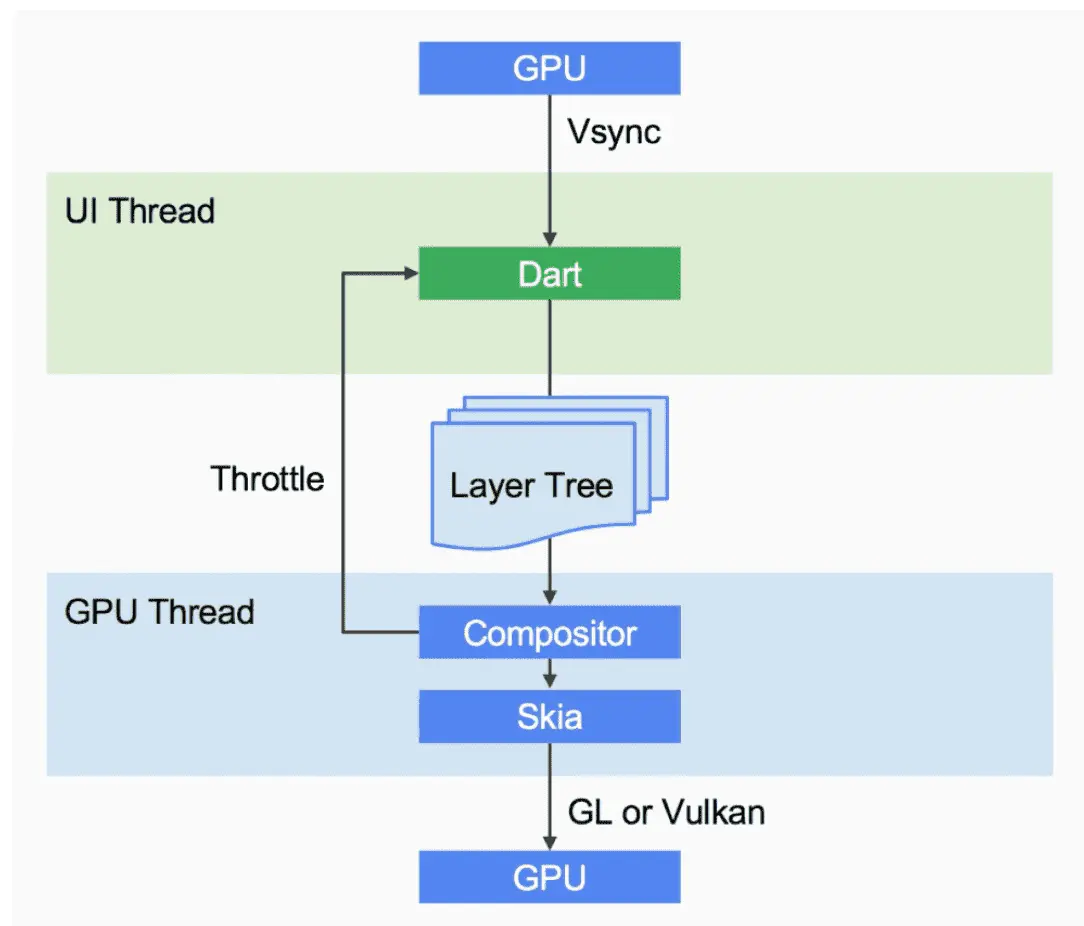 GPU
Vsync
UI Thread
Dart
Throttle
Layer Tree
GPU Thread
Compositor
Skia
GL or Vulkan
GPU